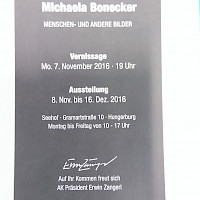 Michaela Bonecker
MENSCHEN- UND ANDERE BILDER
Vernissage
Mo. 7. November 2016 · 19 Uhr
Ausstellung
8. Nov. bis 16. Dez. 2016
Seehof · Gramartstraße 10 · Hungerburg
Montag bis Freitag von 10 - 17 Uhr
Auf Ihr Kommen freut sich
AK Präsident Erwin Zangerl